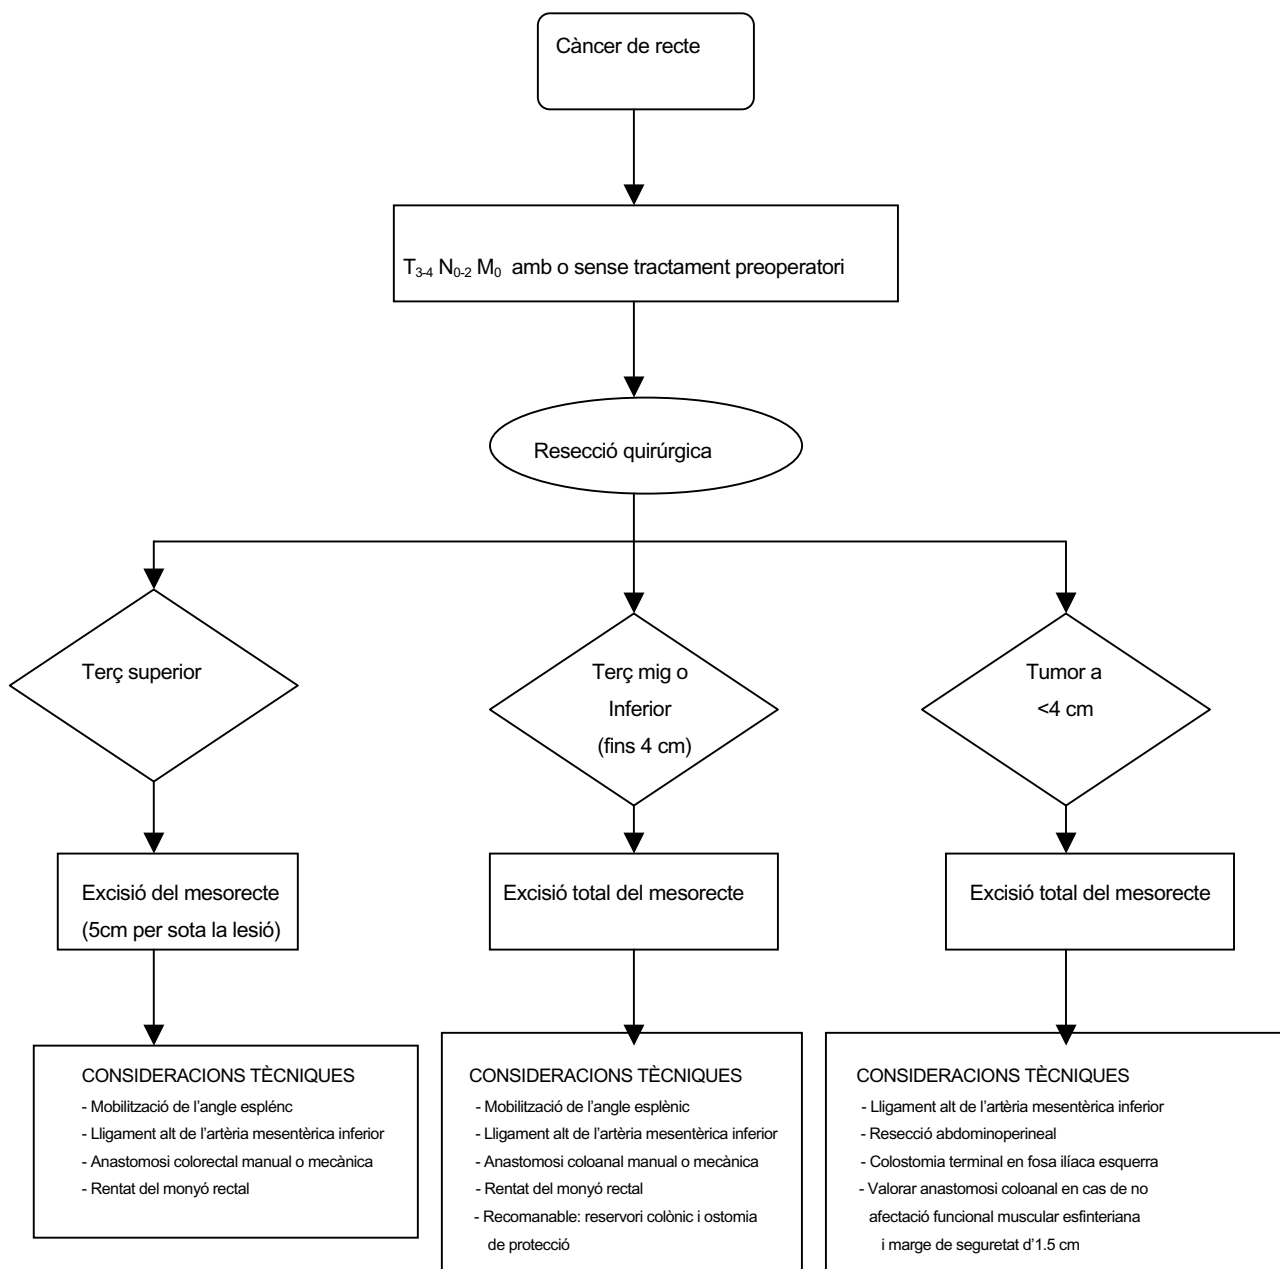 Càncer de recte
T3-4 N0-2 M0 amb o sense tractament preoperatori
Resecció quirúrgica
Terç superior
Terç mig o
Inferior
(fins 4 cm)
Tumor a
<4 cm
Excisió del mesorecte
(5cm per sota la lesió)
Excisió total del mesorecte
Excisió total del mesorecte
CONSIDERACIONS TÈCNIQUES
- Mobilització de l'angle esplénc
- Lligament alt de l'artèria mesentèrica inferior
- Anastomosi colorectal manual o mecànica
- Rentat del monyó rectal
CONSIDERACIONS TÈCNIQUES
- Mobilització de l'angle esplènic
- Lligament alt de l'artèria mesentèrica inferior
- Anastomosi coloanal manual o mecànica
- Rentat del monyó rectal
- Recomanable: reservori colònic i ostomia
de protecció
CONSIDERACIONS TÈCNIQUES
- Lligament alt de l'artèria mesentèrica inferior
- Resecció abdominoperineal
- Colostomia terminal en fosa ilíaca esquerra
- Valorar anastomosi coloanal en cas de no
afectació funcional muscular esfinteriana
i marge de seguretat d'1.5 cm